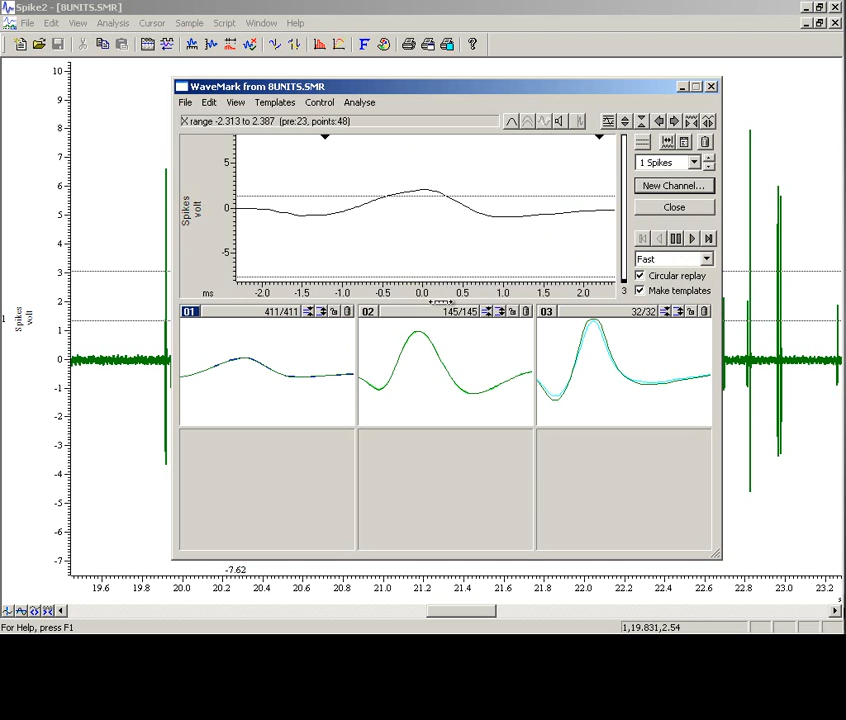 Spike2 - [8UNITS.SMR]
File Edit View Analysis Cursor Sample Script Window Help
WaveMark from 8UNITS.SMR
File Edit View Templates Control Analyse
X range -2.313 to 2.387 (pre:23, points:48)
5
0
-5
Spikes
volt
ms -2.0 -1.5 -1.0 -0.5 0.0 0.5 1.0 1.5 2.0
1 Spikes
New Channel...
Close
Fast
Circular replay
3 Make templates
01 411/411 02 145/145 03 32/32
10
9
8
7
6
5
4
3
2
1
0
-1
-2
-3
-4
-5
-6
-7
1
Spikes
volt
-7.62
19.6 19.8 20.0 20.2 20.4 20.6 20.8 21.0 21.2 21.4 21.6 21.8 22.0 22.2 22.4 22.6 22.8 23.0 23.2
s
For Help, press F1 1,19.831,2.54